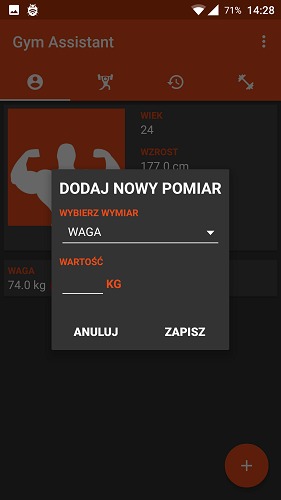 71% 14:28
Gym Assistant
WIEK
24
WZROST
177.0 cm
DODAJ NOWY POMIAR
WYBIERZ WYMIAR
WAGA
WARTOŚĆ
KG
WAGA
74.0 kg
ANULUJ ZAPISZ